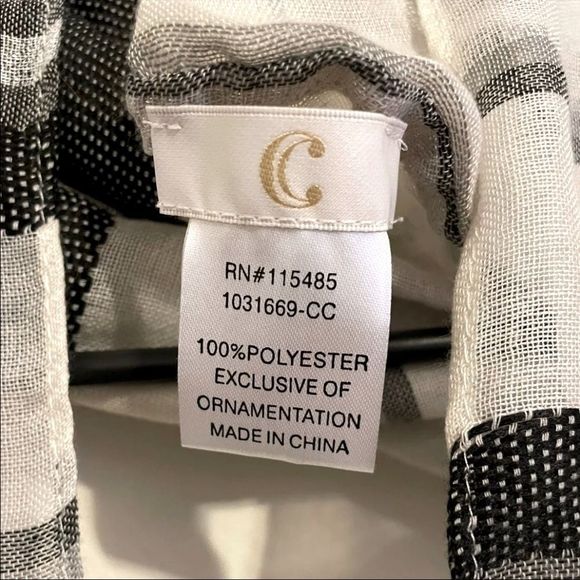 C
RN#115485
1031669-CC
100%POLYESTER
EXCLUSIVE OF
ORNAMENTATION
MADE IN CHINA